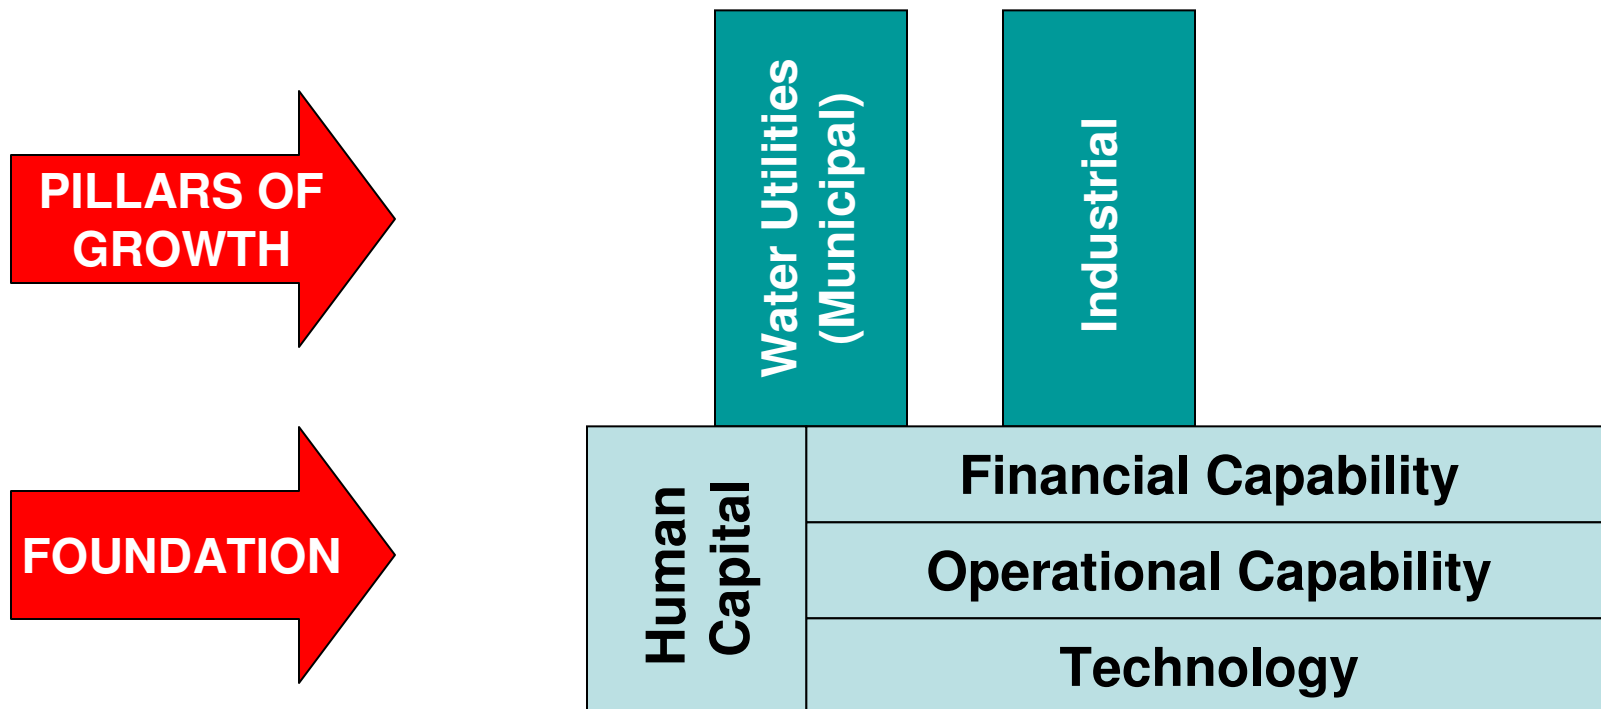 PILLARS OF
GROWTH
Water Utilities
(Municipal)
Industrial
FOUNDATION
Human
Capital
Financial Capability
Operational Capability
Technology